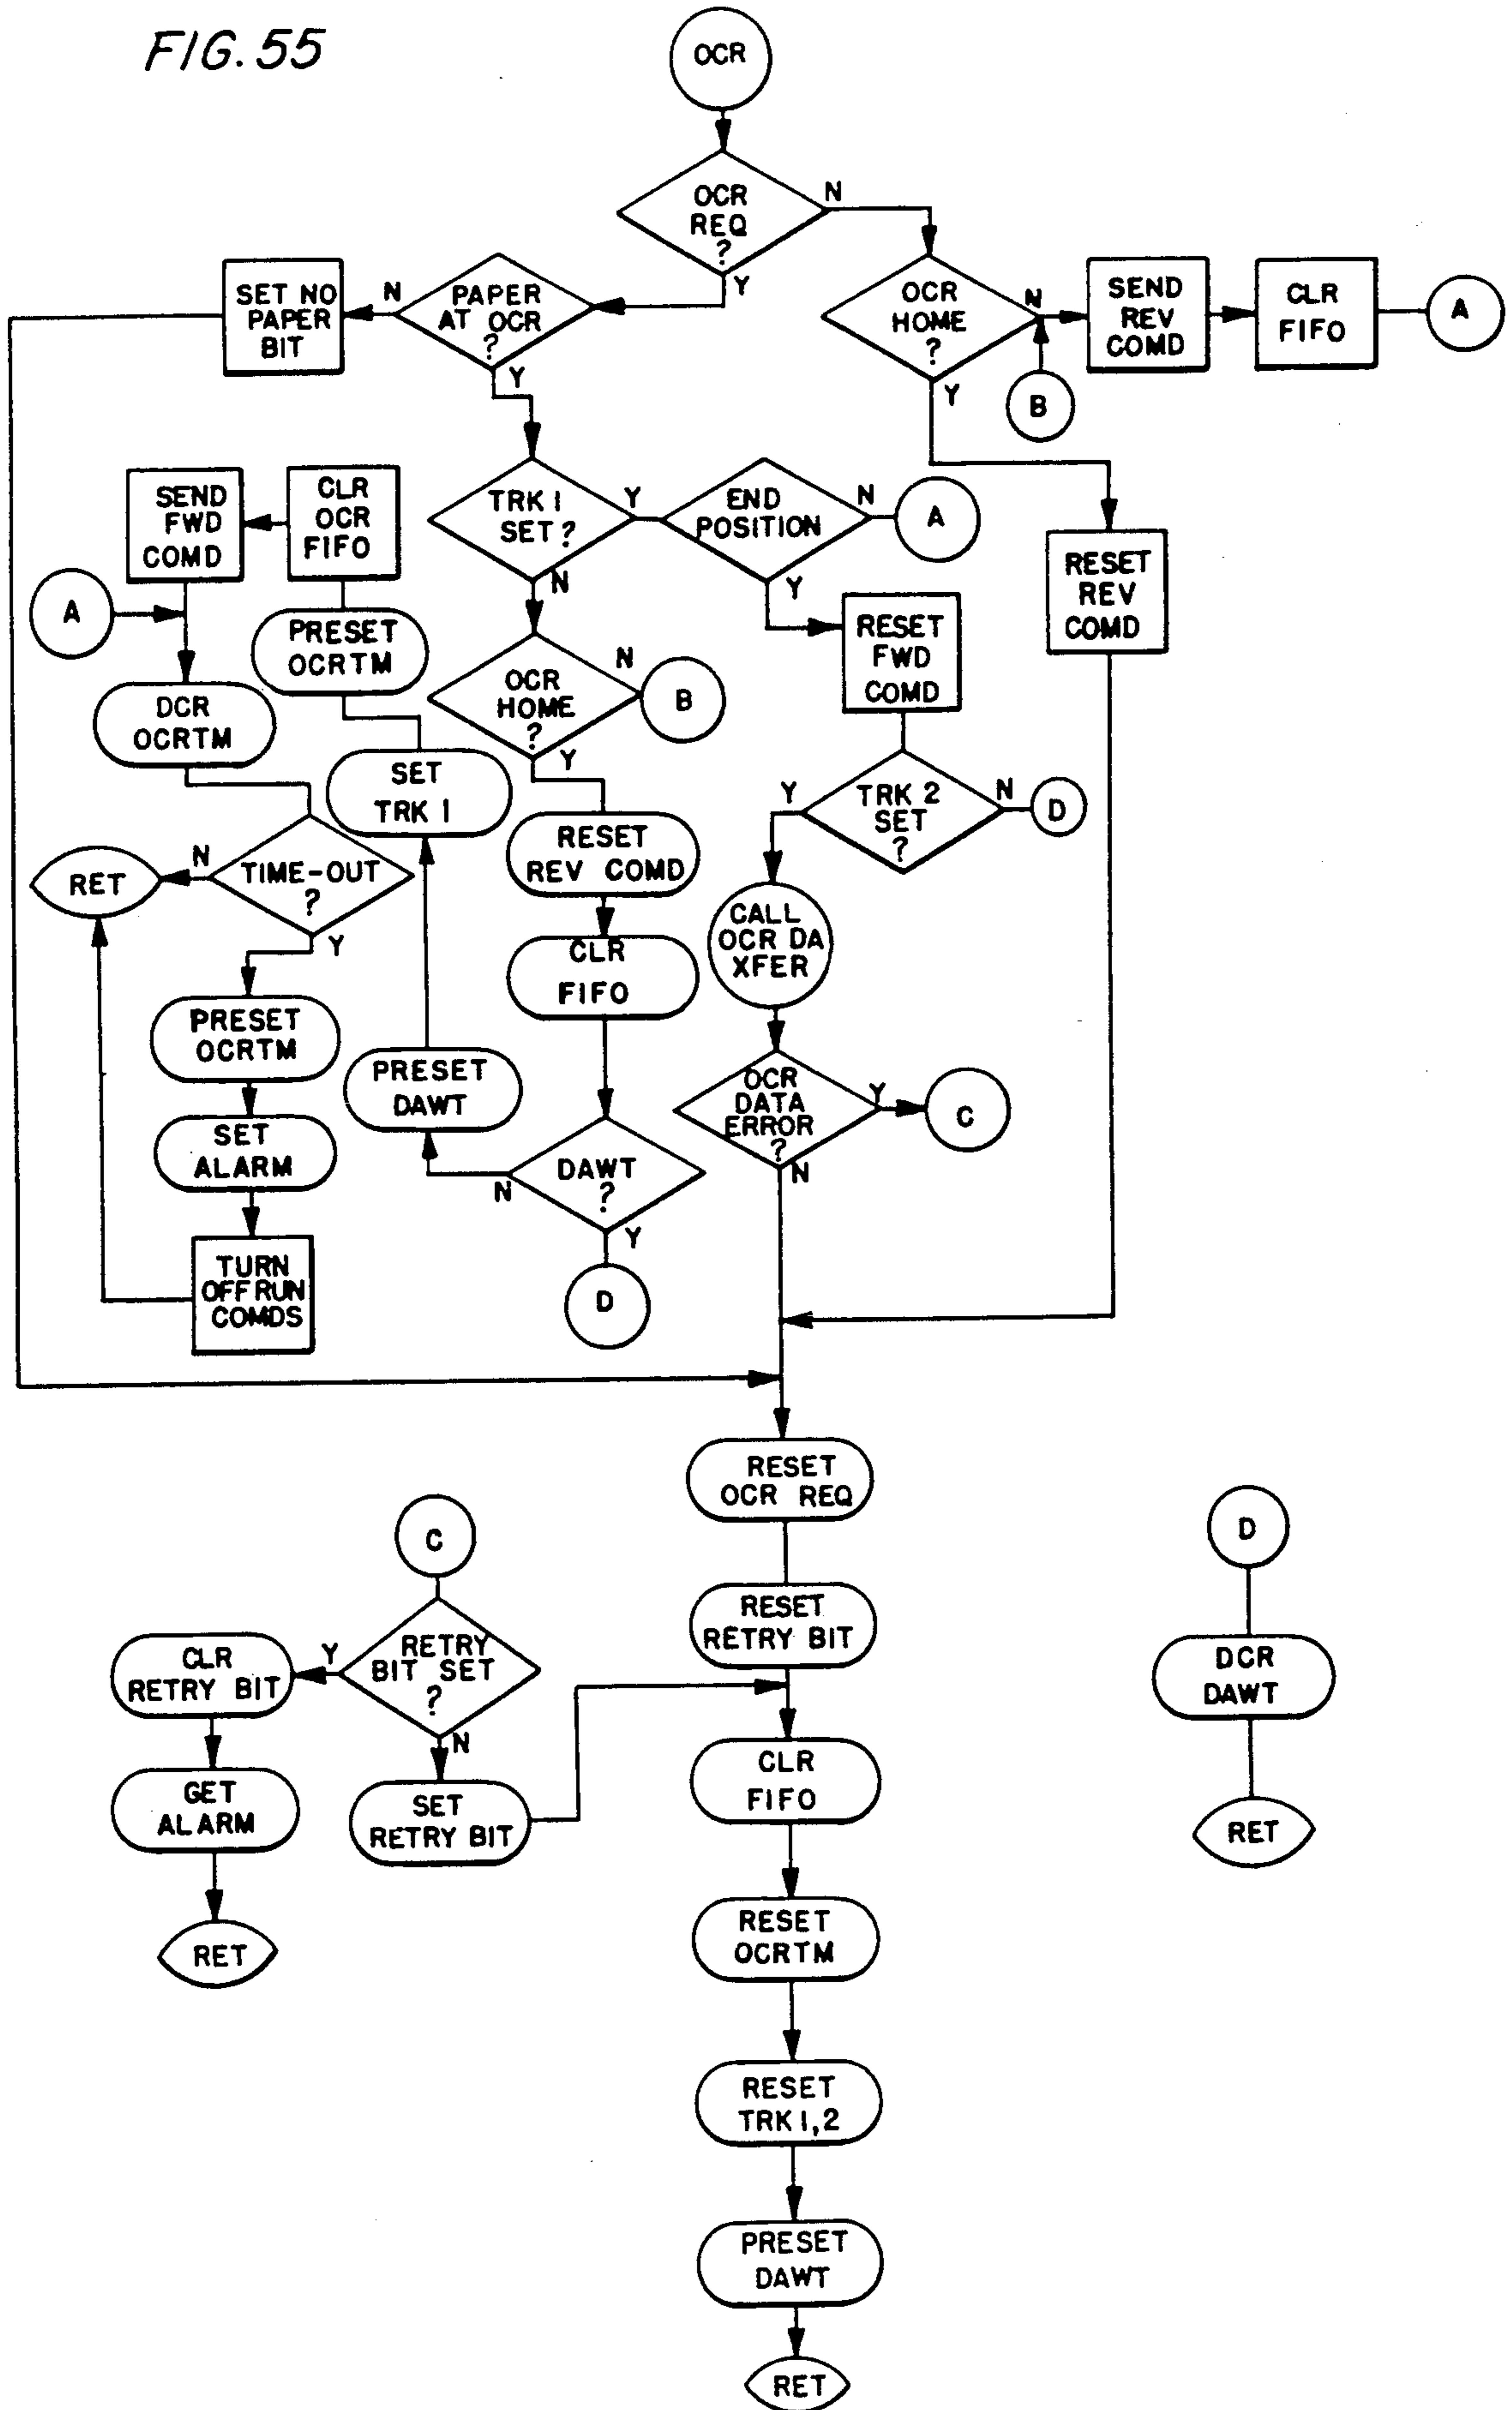 FIG. 55
OCR
OCR
REQ
?
N
Y
SET NO
PAPER
BIT
N
PAPER
AT OCR
?
Y
OCR
HOME
?
N
Y
B
SEND
REV
COMD
CLR
FIFO
A
SEND
FWD
COMD
CLR
OCR
FIFO
TRK 1
SET ?
Y
N
END
POSITION
N
Y
A
RESET
REV
COMD
A
PRESET
OCRTM
OCR
HOME
?
N
Y
B
RESET
FWD
COMD
DCR
OCRTM
SET
TRK 1
TRK 2
SET
?
Y
N
D
RET
N
TIME-OUT
?
Y
RESET
REV COMD
CALL
OCR DA
XFER
CLR
FIFO
PRESET
OCRTM
PRESET
DAWT
OCR
DATA
ERROR
?
Y
N
C
SET
ALARM
DAWT
?
N
Y
TURN
OFF RUN
COMDS
D
RESET
OCR REQ
C
D
RESET
RETRY BIT
CLR
RETRY BIT
Y
RETRY
BIT SET
?
N
DCR
DAWT
CLR
FIFO
GET
ALARM
SET
RETRY BIT
RET
RESET
OCRTM
RET
RESET
TRK 1,2
PRESET
DAWT
RET